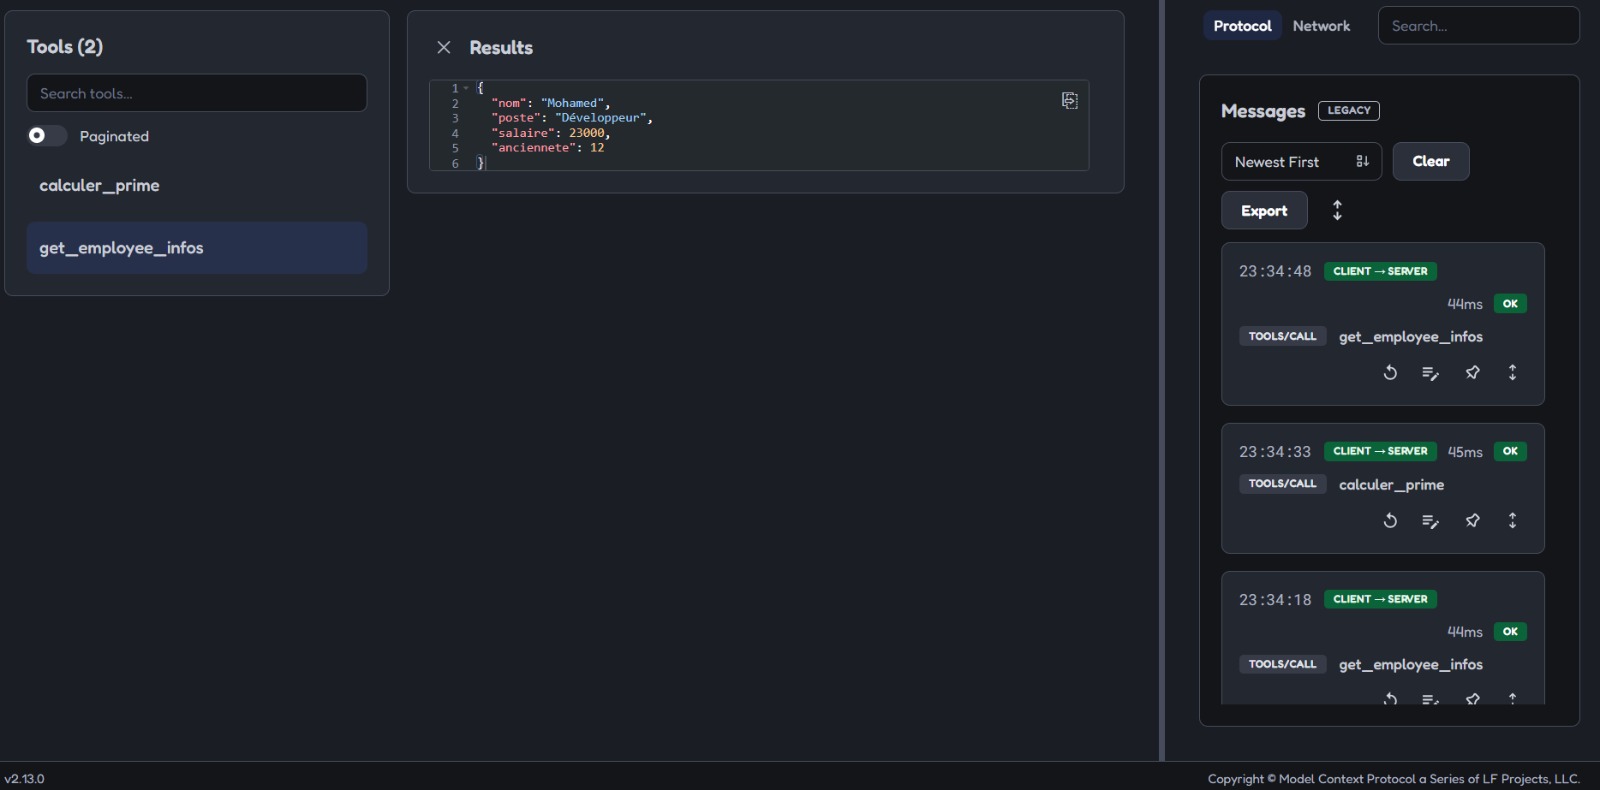 Tools (2)
Search tools...
Paginated
calculer_prime
get_employee_infos
Results
1 {
2 "nom": "Mohamed",
3 "poste": "Développeur",
4 "salaire": 23000,
5 "anciennete": 12
6 }
Protocol Network Search...
Messages LEGACY
Newest First Clear
Export
23:34:48 CLIENT → SERVER
44ms OK
TOOLS/CALL get_employee_infos
23:34:33 CLIENT → SERVER 45ms OK
TOOLS/CALL calculer_prime
23:34:18 CLIENT → SERVER
44ms OK
TOOLS/CALL get_employee_infos
v2.13.0
Copyright © Model Context Protocol a Series of LF Projects, LLC.